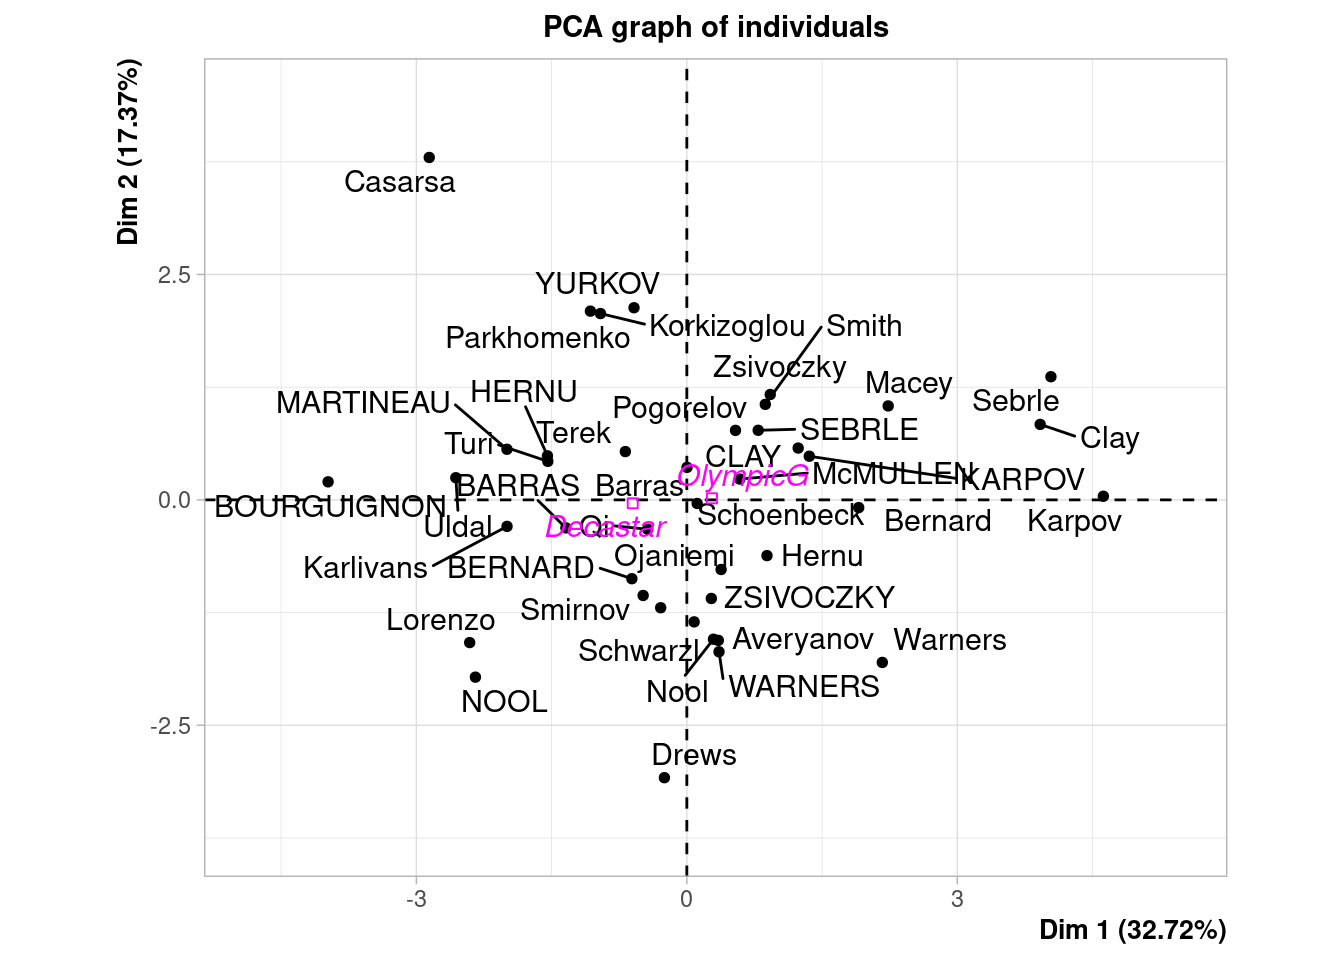 PCA graph of individuals
Dim 2 (17.37%)
Casarsa
2.5
YURKOV
Korkizoglou
Smith
Parkhomenko
Zsivoczky
Macey
HERNU
MARTINEAU
Pogorelov
Sebrle
Terek
SEBRLE
Clay
Turi
CLAY
OlympicG
McMULLEN
KARPOV
BARRAS
Barras
0.0
BOURGUIGNON
Schoenbeck
Bernard
Karpov
Uldal
Decastar
Qi
Ojaniemi
Hernu
Karlivans
BERNARD
ZSIVOCZKY
Smirnov
Lorenzo
Averyanov
Warners
Schwarzl
WARNERS
Nool
NOOL
-2.5
Drews
-3
0
3
Dim 1 (32.72%)